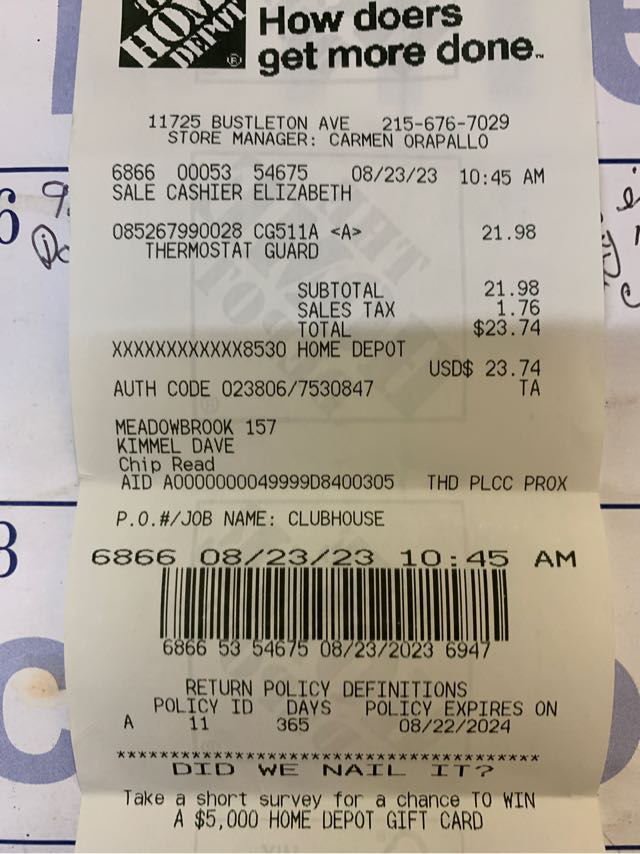 THE
HOME
DEPOT
How doers
get more done.
11725 BUSTLETON AVE 215-676-7029
STORE MANAGER: CARMEN ORAPALLO
6866 00053 54675 08/23/23 10:45 AM
SALE CASHIER ELIZABETH
085267990028 CG511A <A> 21.98
THERMOSTAT GUARD
SUBTOTAL 21.98
SALES TAX 1.76
TOTAL $23.74
XXXXXXXXXXXX8530 HOME DEPOT
USD$ 23.74
AUTH CODE 023806/7530847 TA
MEADOWBROOK 157
KIMMEL DAVE
Chip Read
AID A0000000049999D8400305 THD PLCC PROX
P.O.#/JOB NAME: CLUBHOUSE
6866 08/23/23 10:45 AM
6866 53 54675 08/23/2023 6947
RETURN POLICY DEFINITIONS
POLICY ID DAYS POLICY EXPIRES ON
A 11 365 08/22/2024
****************************************
DID WE NAIL IT?
Take a short survey for a chance TO WIN
A $5,000 HOME DEPOT GIFT CARD